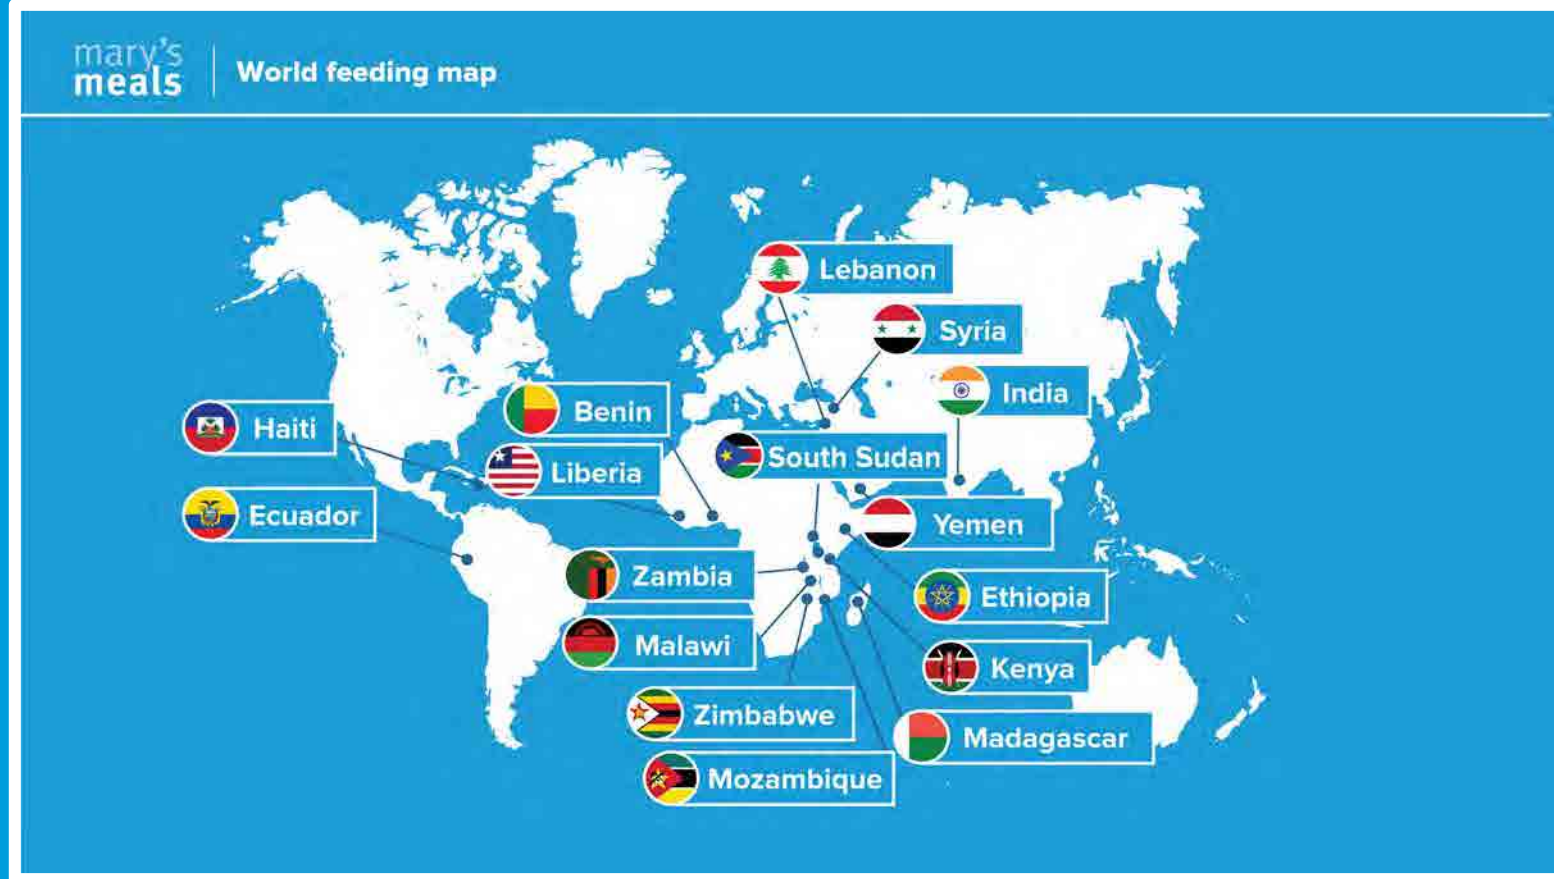 mary's
meals
World feeding map
Lebanon
Syria
India
Benin
Haiti
South Sudan
Liberia
Ecuador
Yemen
Zambia
Ethiopia
Malawi
Kenya
Zimbabwe
Madagascar
Mozambique